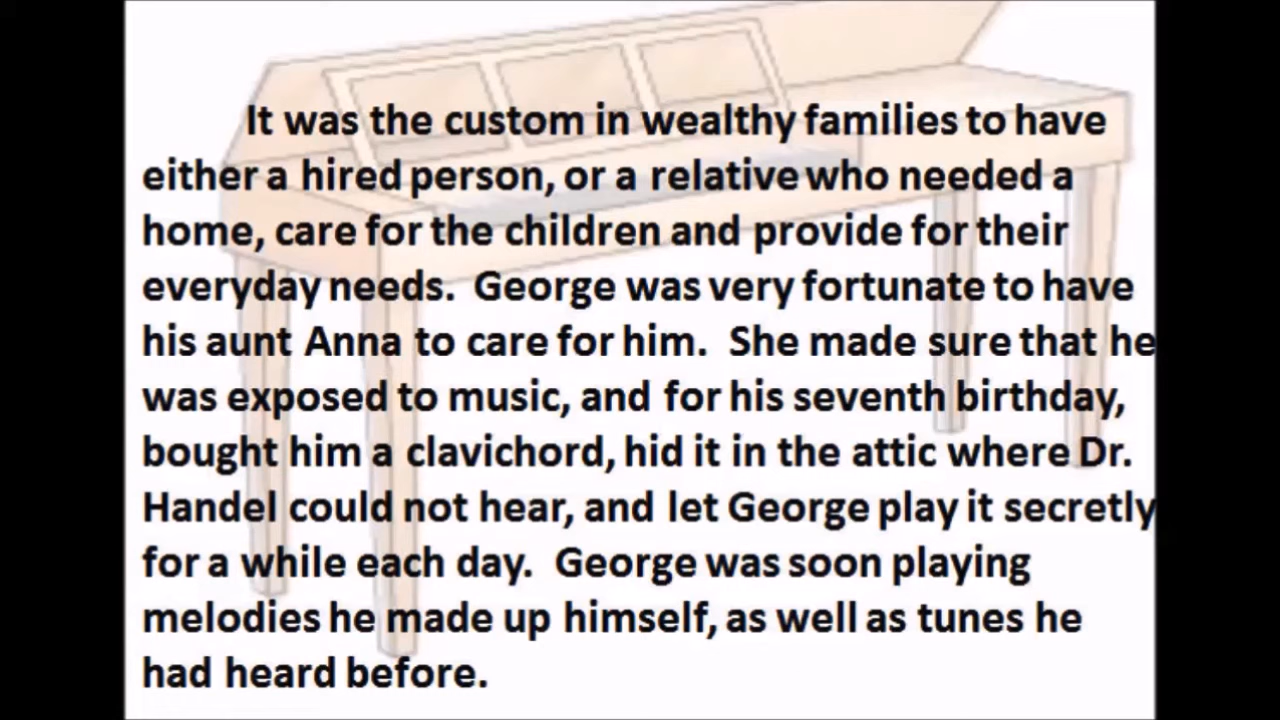 It was the custom in wealthy families to have
either a hired person, or a relative who needed a
home, care for the children and provide for their
everyday needs.  George was very fortunate to have
his aunt Anna to care for him.  She made sure that he
was exposed to music, and for his seventh birthday,
bought him a clavichord, hid it in the attic where Dr.
Handel could not hear, and let George play it secretly
for a while each day.  George was soon playing
melodies he made up himself, as well as tunes he
had heard before.